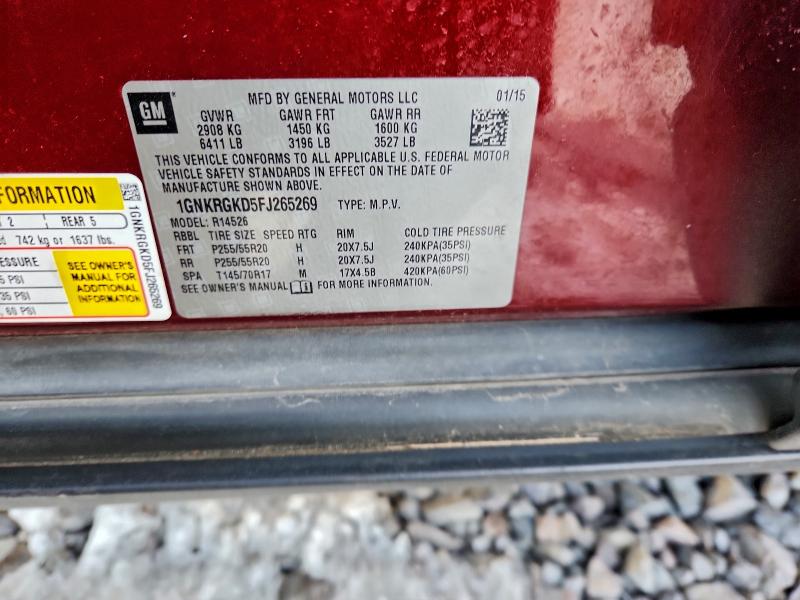 GM
MFD BY GENERAL MOTORS LLC 01/15
GVWR GAWR FRT GAWR RR
2908 KG 1450 KG 1600 KG
6411 LB 3196 LB 3527 LB
THIS VEHICLE CONFORMS TO ALL APPLICABLE U.S. FEDERAL MOTOR
VEHICLE SAFETY STANDARDS IN EFFECT ON THE DATE OF
MANUFACTURE SHOWN ABOVE.
1GNKRGKD5FJ265269 TYPE: M.P.V.
MODEL: R14526
RBBL TIRE SIZE SPEED RTG RIM COLD TIRE PRESSURE
FRT P255/55R20 H 20X7.5J 240KPA(35PSI)
RR P255/55R20 H 20X7.5J 240KPA(35PSI)
SPA T145/70R17 M 17X4.5B 420KPA(60PSI)
SEE OWNER'S MANUAL FOR MORE INFORMATION.
FORMATION
2 REAR 5
742 kg or 1637 lbs.
SEE OWNER'S
MANUAL FOR
ADDITIONAL
INFORMATION
PSI
35 PSI
60 PSI
1GNKRGKD5FJ265269